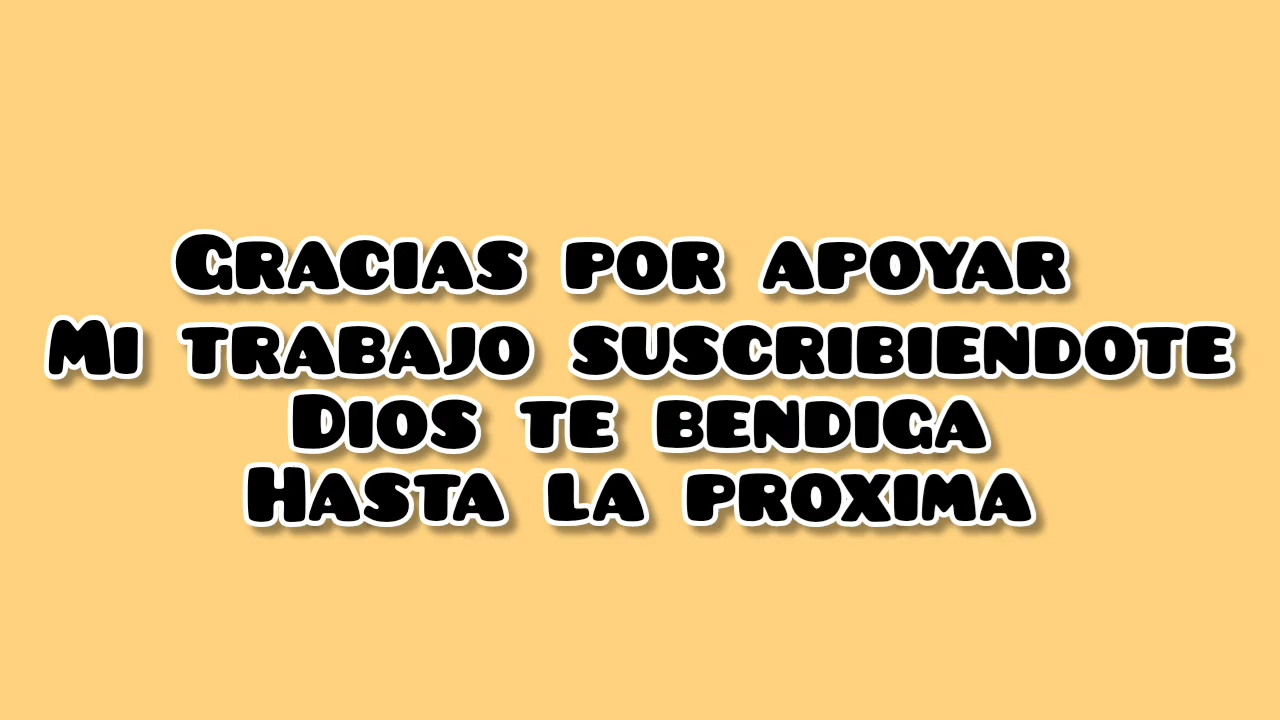 Gracias por apoyar
Mi trabajo suscribiendote
Dios te bendiga
Hasta la proxima